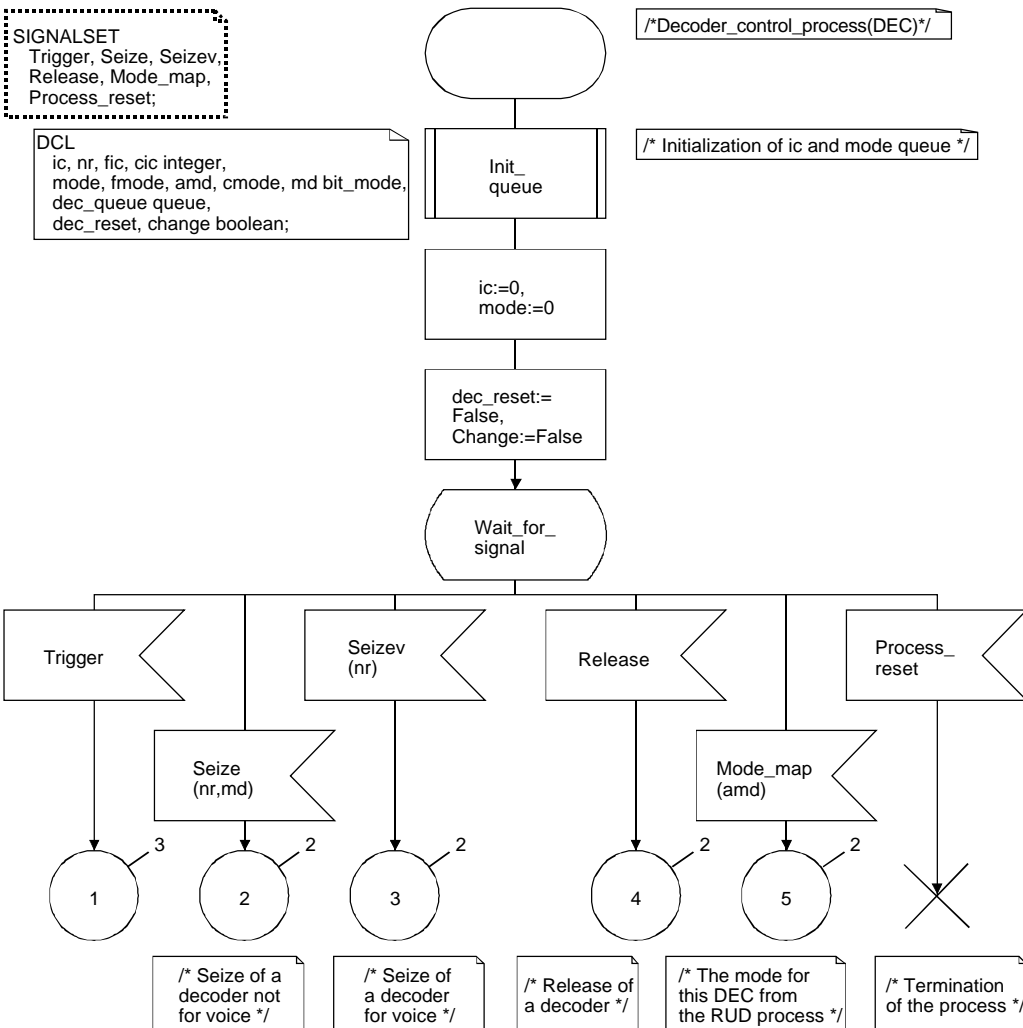 SIGNALSET
Trigger, Seize, Seizev,
Release, Mode_map,
Process_reset;
/*Decoder_control_process(DEC)*/
DCL
ic, nr, fic, cic integer,
mode, fmode, amd, cmode, md bit_mode,
dec_queue queue,
dec_reset, change boolean;
Init_
queue
/* Initialization of ic and mode queue */
ic:=0,
mode:=0
dec_reset:=
False,
Change:=False
Wait_for_
signal
Trigger
Seizev
(nr)
Release
Process_
reset
Seize
(nr,md)
Mode_map
(amd)
3
2
2
2
2
1
2
3
4
5
/* Seize of a
decoder not
for voice */
/* Seize of
a decoder
for voice */
/* Release of
a decoder */
/* The mode for
this DEC from
the RUD process */
/* Termination
of the process */